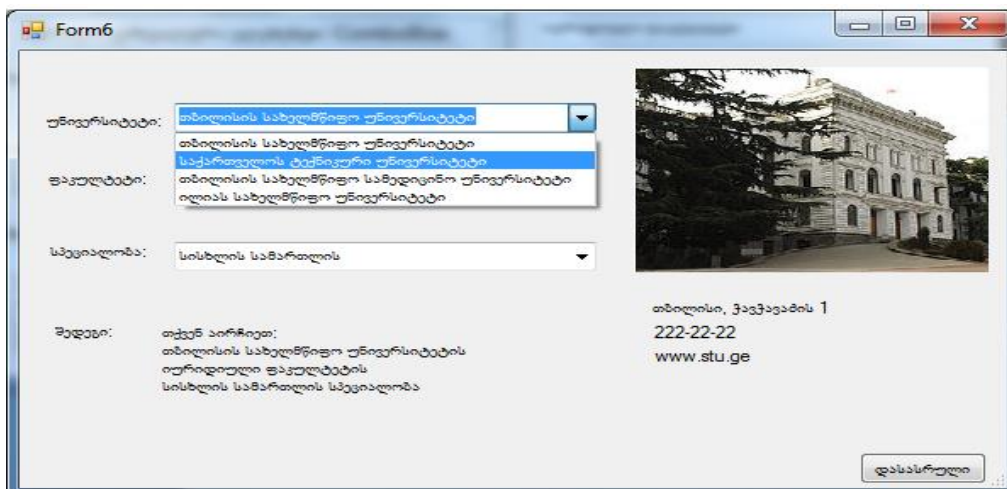 Form6
უნივერსიტეტი:
თბილისის სახელმწიფო უნივერსიტეტი
თბილისის სახელმწიფო უნივერსიტეტი
საქართველოს ტექნიკური უნივერსიტეტი
თბილისის სახელმწიფო სამედიცინო უნივერსიტეტი
ილიას სახელმწიფო უნივერსიტეტი
ფაკულტეტი:
სპეციალობა:
სისხლის სამართლის
შედეგი:
თქვენ აირჩიეთ:
თბილისის სახელმწიფო უნივერსიტეტის
იურიდიული ფაკულტეტის
სისხლის სამართლის სპეციალობა
თბილისი, ჭავჭავაძის 1
222-22-22
www.stu.ge
დასასრული